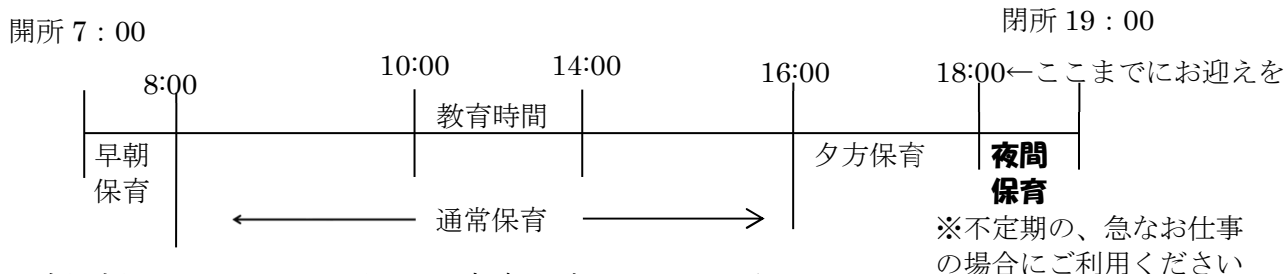 開所 7：00
閉所 19：00
8:00
10:00
14:00
16:00
18:00←ここまでにお迎えを
教育時間
早朝
保育
夕方保育
夜間
保育
通常保育
※不定期の、急なお仕事
の場合にご利用ください